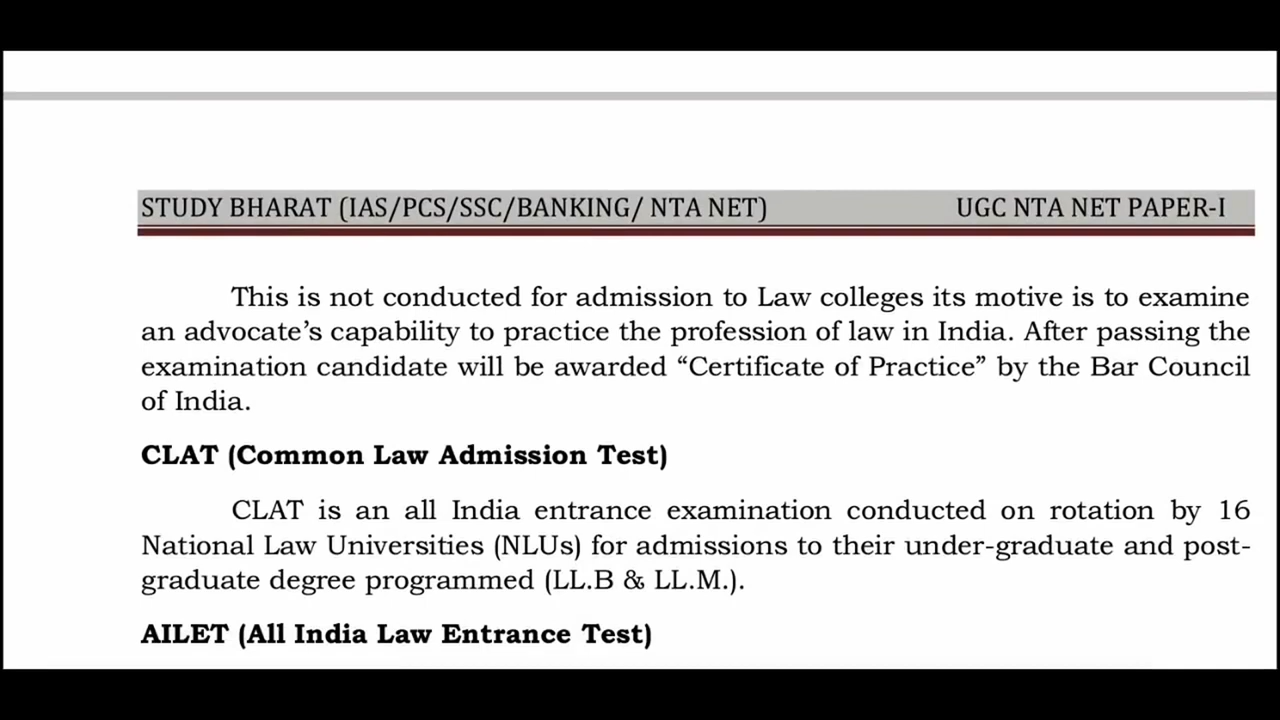 STUDY BHARAT (IAS/PCS/SSC/BANKING/ NTA NET) UGC NTA NET PAPER-I
This is not conducted for admission to Law colleges its motive is to examine
an advocate’s capability to practice the profession of law in India. After passing the
examination candidate will be awarded “Certificate of Practice” by the Bar Council
of India.
CLAT (Common Law Admission Test)
CLAT is an all India entrance examination conducted on rotation by 16
National Law Universities (NLUs) for admissions to their under-graduate and post-
graduate degree programmed (LL.B & LL.M.).
AILET (All India Law Entrance Test)